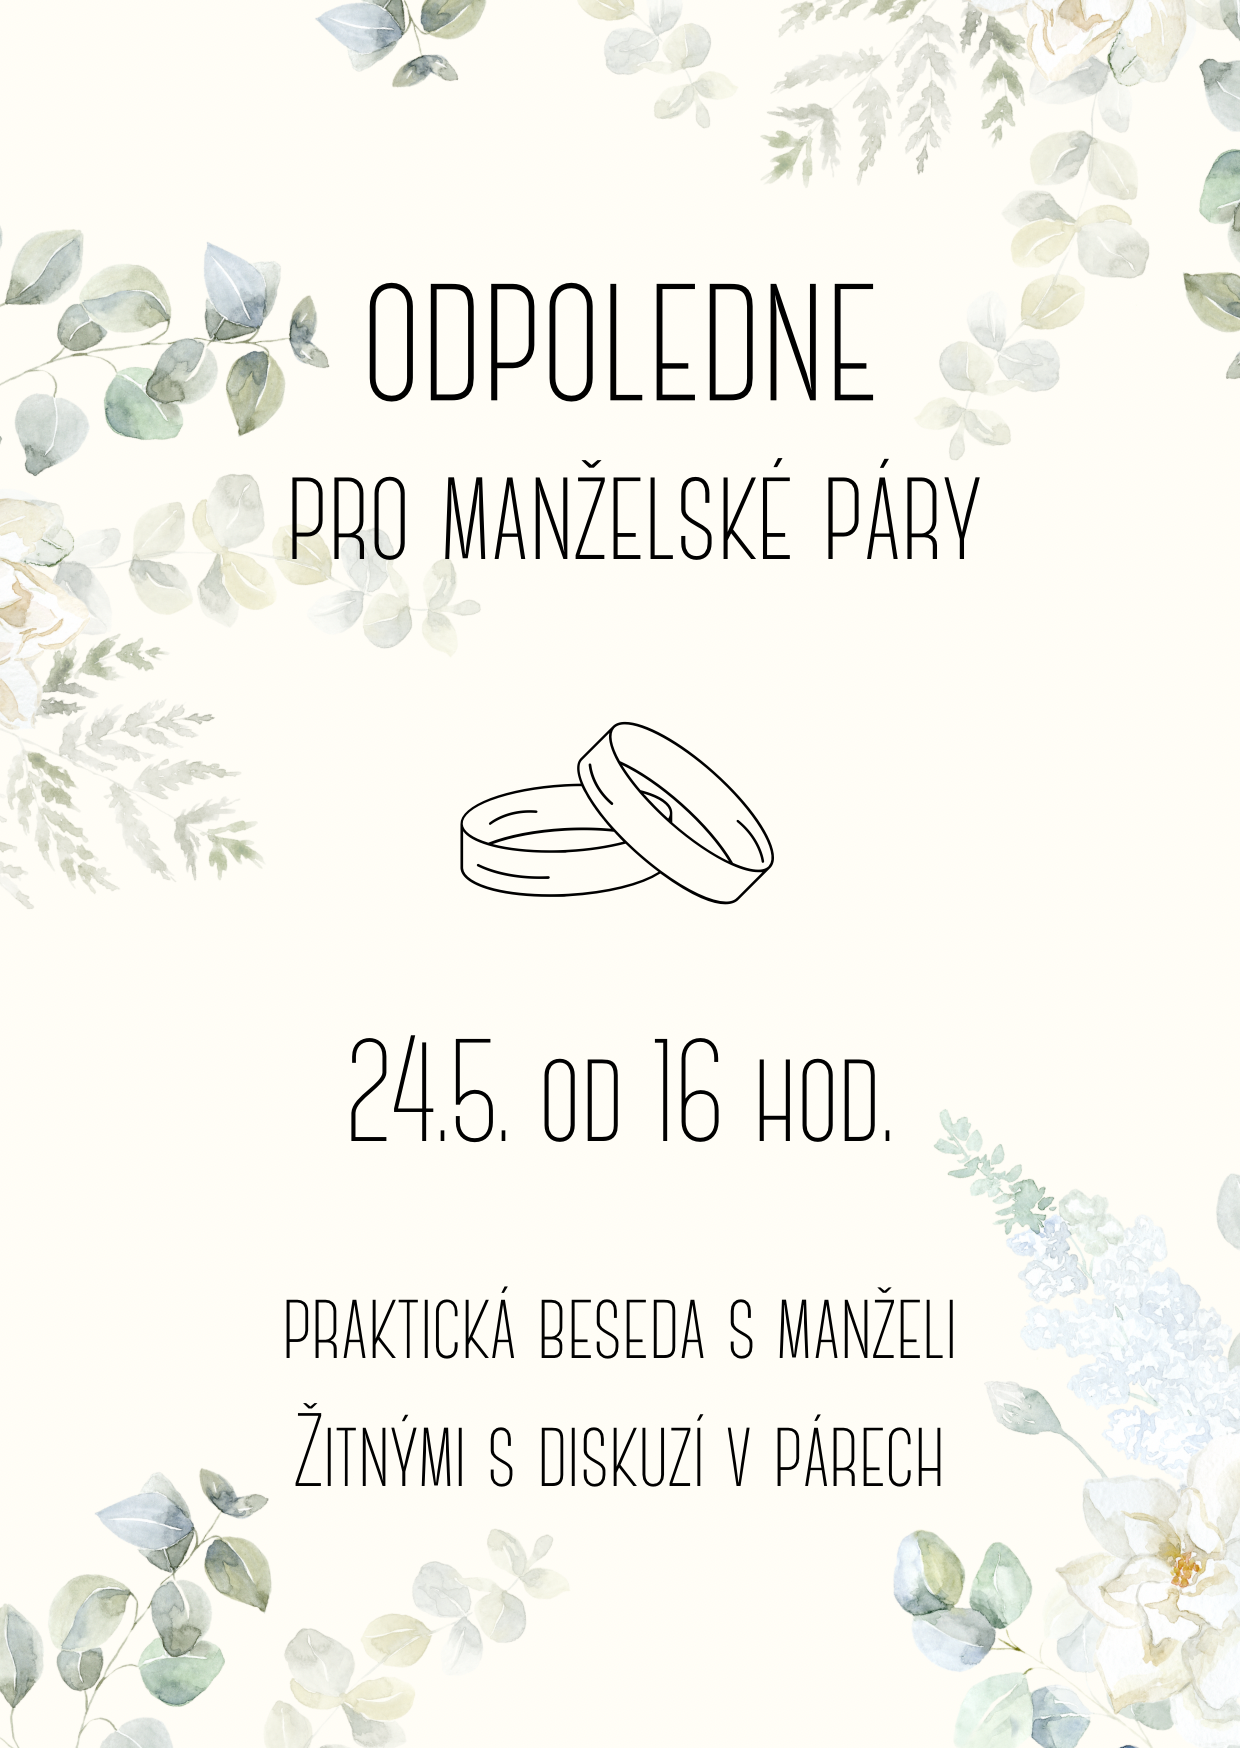 ODPOLEDNE
PRO MANŽELSKÉ PÁRY
24.5. OD 16 HOD.
PRAKTICKÁ BESEDA S MANŽELI
ŽITNÝMI S DISKUZÍ V PÁRECH